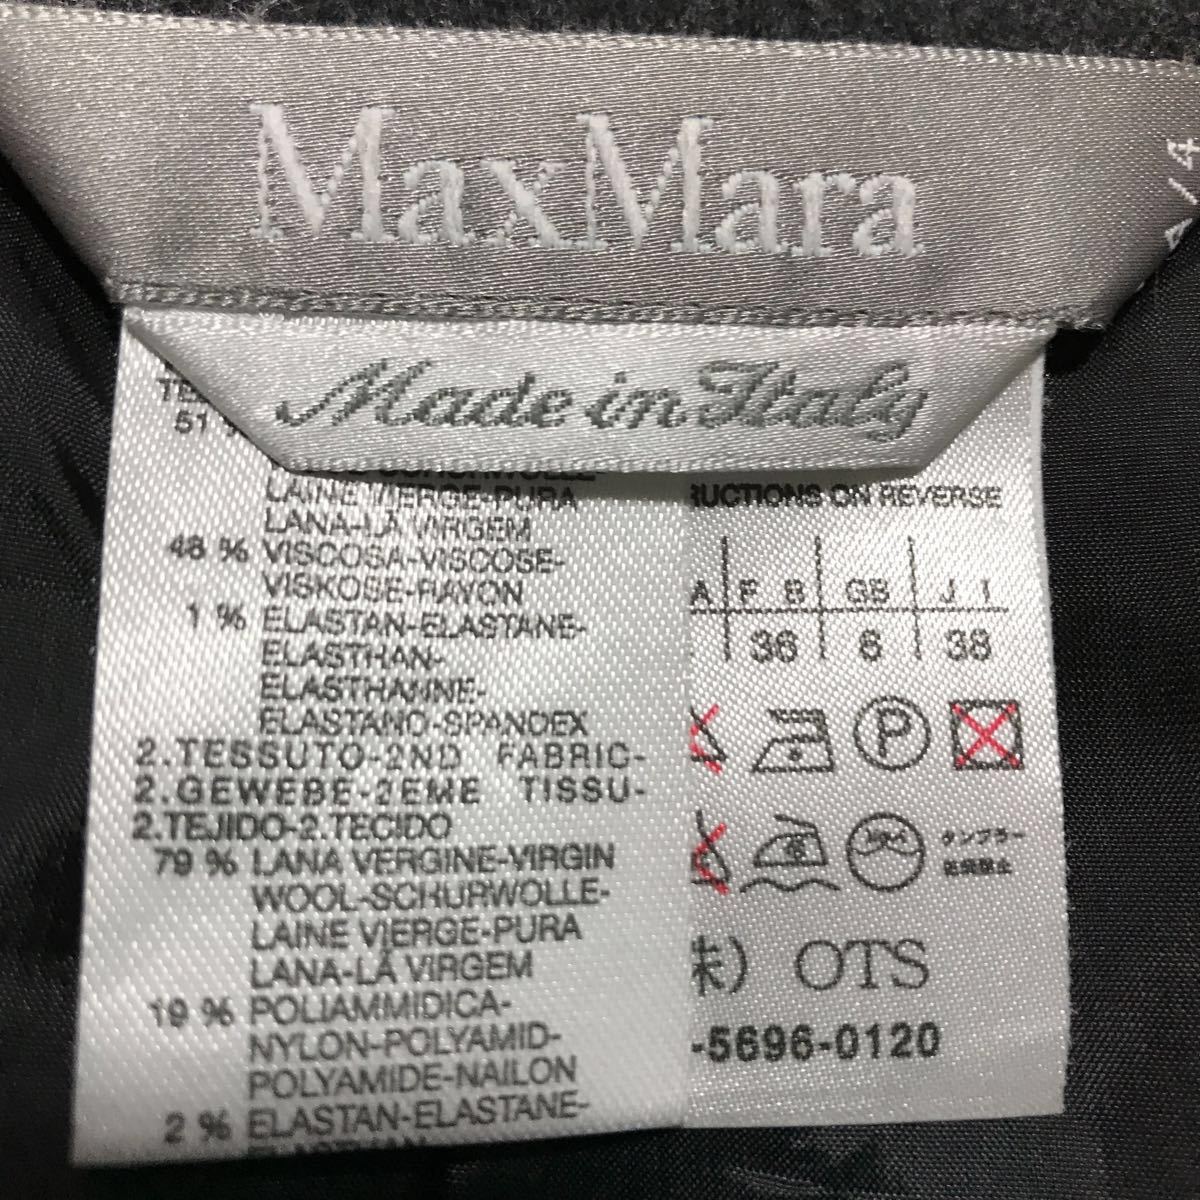 MaxMara
A/4
Made in Italy
51 %
LAINE VIERGE-PURA
LANA-LÃ VIRGEM
48 % VISCOSA-VISCOSE-
VISKOSE-RAYON
1 % ELASTAN-ELASTANE-
ELASTHAN-
ELASTHANNE-
ELASTANO-SPANDEX
2.TESSUTO-2ND FABRIC-
2.GEWEBE-2EME TISSU-
2.TEJIDO-2.TECIDO
79 % LANA VERGINE-VIRGIN
WOOL-SCHURWOLLE-
LAINE VIERGE-PURA
LANA-LÃ VIRGEM
19 % POLIAMMIDICA-
NYLON-POLYAMID-
POLYAMIDE-NAILON
2 % ELASTAN-ELASTANE-
RUCTIONS ON REVERSE
A F B GB J I
36 6 38
P
タンブラー
株) OTS
-5696-0120